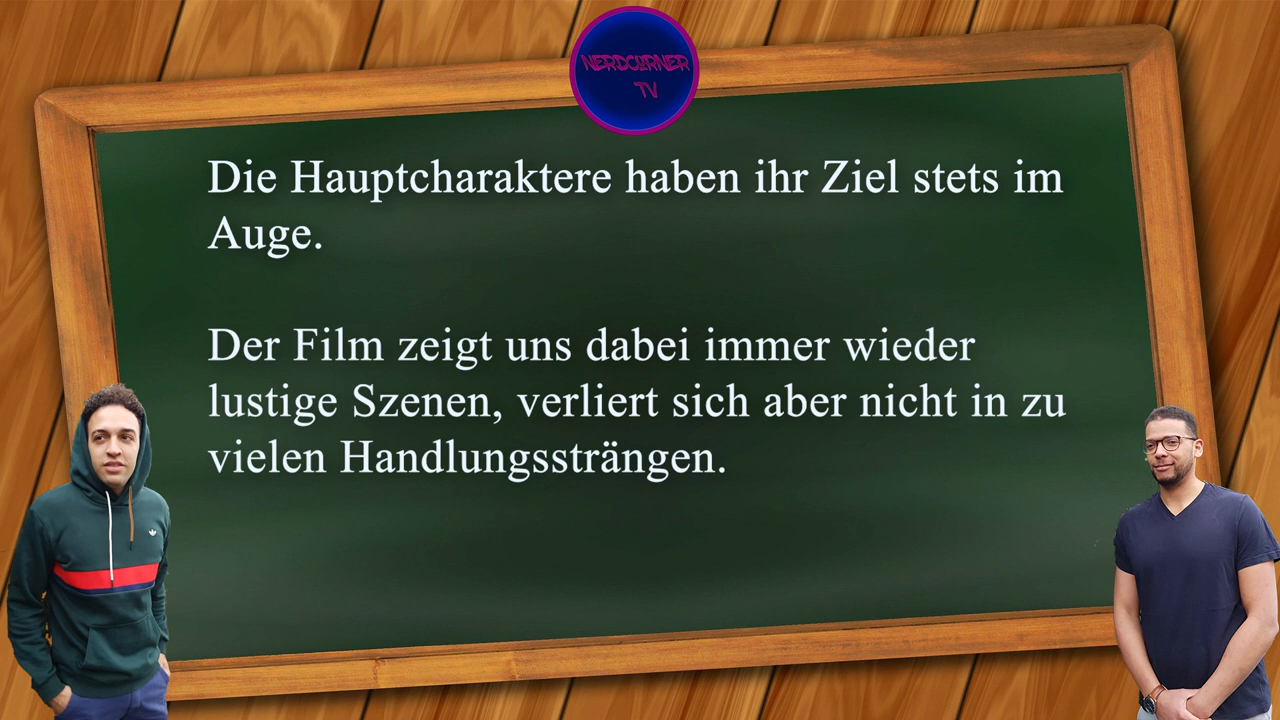 NERDCORNER
TV
Die Hauptcharaktere haben ihr Ziel stets im
Auge.
Der Film zeigt uns dabei immer wieder
lustige Szenen, verliert sich aber nicht in zu
vielen Handlungssträngen.